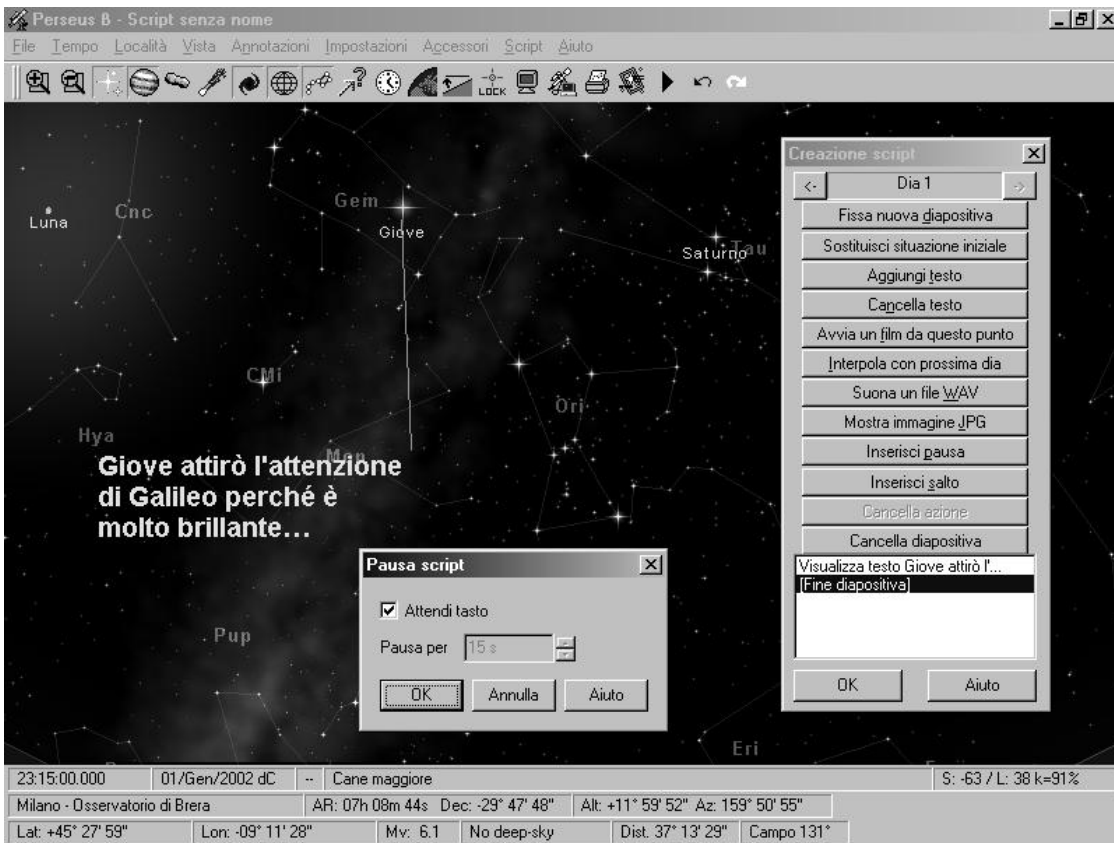 Perseus B - Script senza nome
File Tempo Località Vista Annotazioni Impostazioni Accessori Script Aiuto
LOCK
Luna
Cnc
Gem
Giove
Saturno
Tau
CMi
Ori
Hya
Mon
Giove attirò l'attenzione
di Galileo perché è
molto brillante...
Pup
Eri
Creazione script
<- Dia 1 ->
Fissa nuova diapositiva
Sostituisci situazione iniziale
Aggiungi testo
Cancella testo
Avvia un film da questo punto
Interpola con prossima dia
Suona un file WAV
Mostra immagine JPG
Inserisci pausa
Inserisci salto
Cancella azione
Cancella diapositiva
Visualizza testo Giove attirò l'...
[Fine diapositiva]
OK Aiuto
Pausa script
Attendi tasto
Pausa per 15 s
OK Annulla Aiuto
23:15:00.000 01/Gen/2002 dC -- Cane maggiore S: -63 / L: 38 k=91%
Milano - Osservatorio di Brera AR: 07h 08m 44s Dec: -29° 47' 48" Alt: +11° 59' 52" Az: 159° 50' 55"
Lat: +45° 27' 59" Lon: -09° 11' 28" Mv: 6.1 No deep-sky Dist. 37° 13' 29" Campo 131°